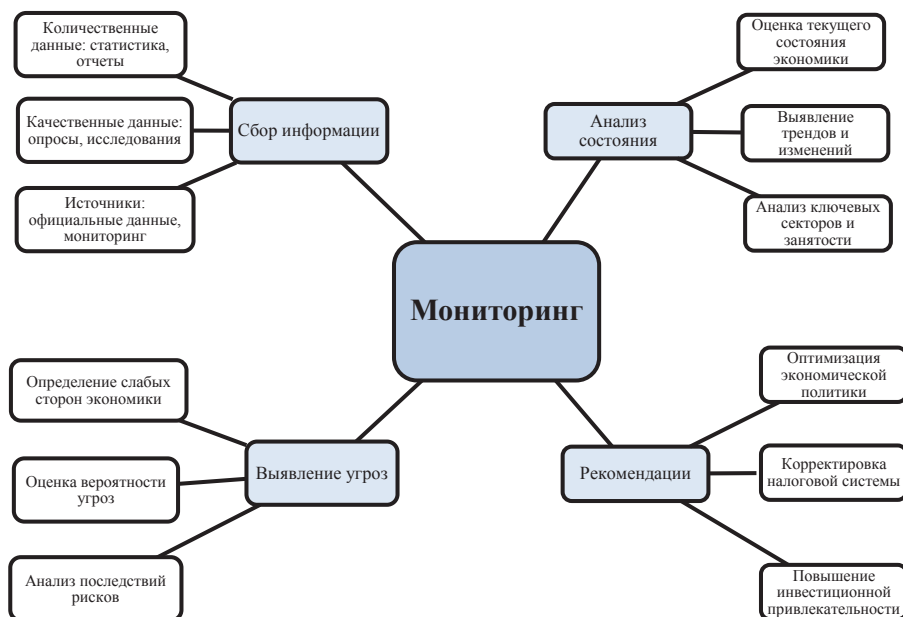 Количественные
данные: статистика,
отчеты
Качественные данные:
опросы, исследования
Источники:
официальные данные,
мониторинг
Сбор информации
Оценка текущего
состояния
экономики
Выявление
трендов и
изменений
Анализ ключевых
секторов и
занятости
Анализ
состояния
Мониторинг
Определение слабых
сторон экономики
Оценка вероятности
угроз
Анализ последствий
рисков
Выявление угроз
Рекомендации
Оптимизация
экономической
политики
Корректировка
налоговой системы
Повышение
инвестиционной
привлекательности